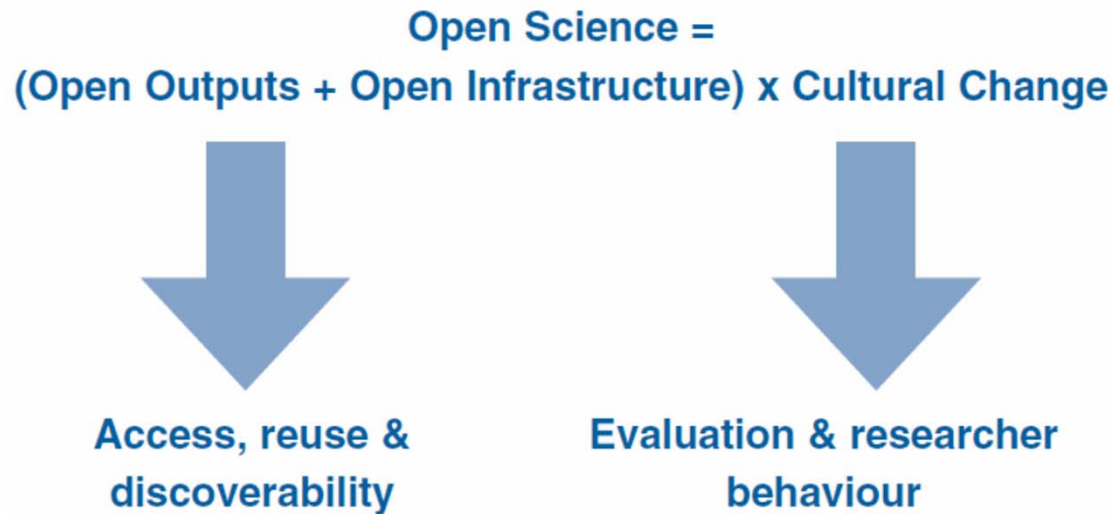 Open Science =
(Open Outputs + Open Infrastructure) x Cultural Change
Access, reuse &
discoverability
Evaluation & researcher
behaviour